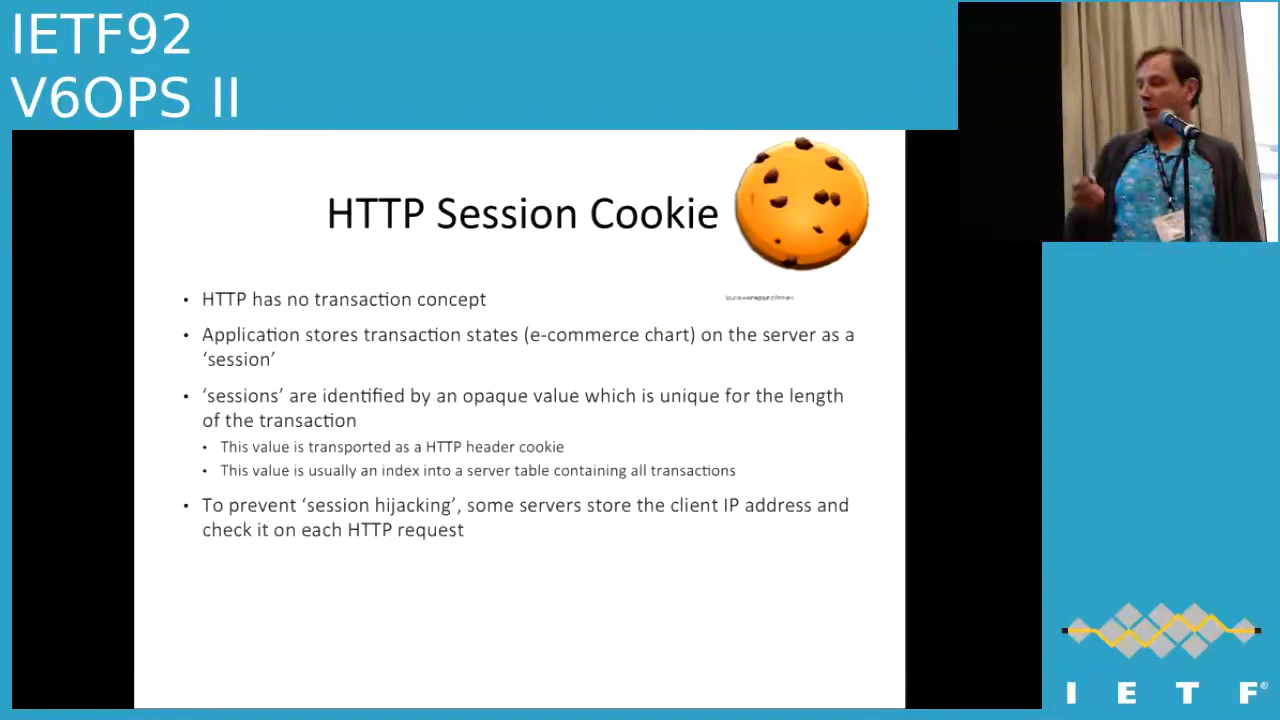 IETF92
V6OPS II
HTTP Session Cookie
• HTTP has no transaction concept
• Application stores transaction states (e-commerce chart) on the server as a
‘session’
• ‘sessions’ are identified by an opaque value which is unique for the length
of the transaction
• This value is transported as a HTTP header cookie
• This value is usually an index into a server table containing all transactions
• To prevent ‘session hijacking’, some servers store the client IP address and
check it on each HTTP request
I E T F®